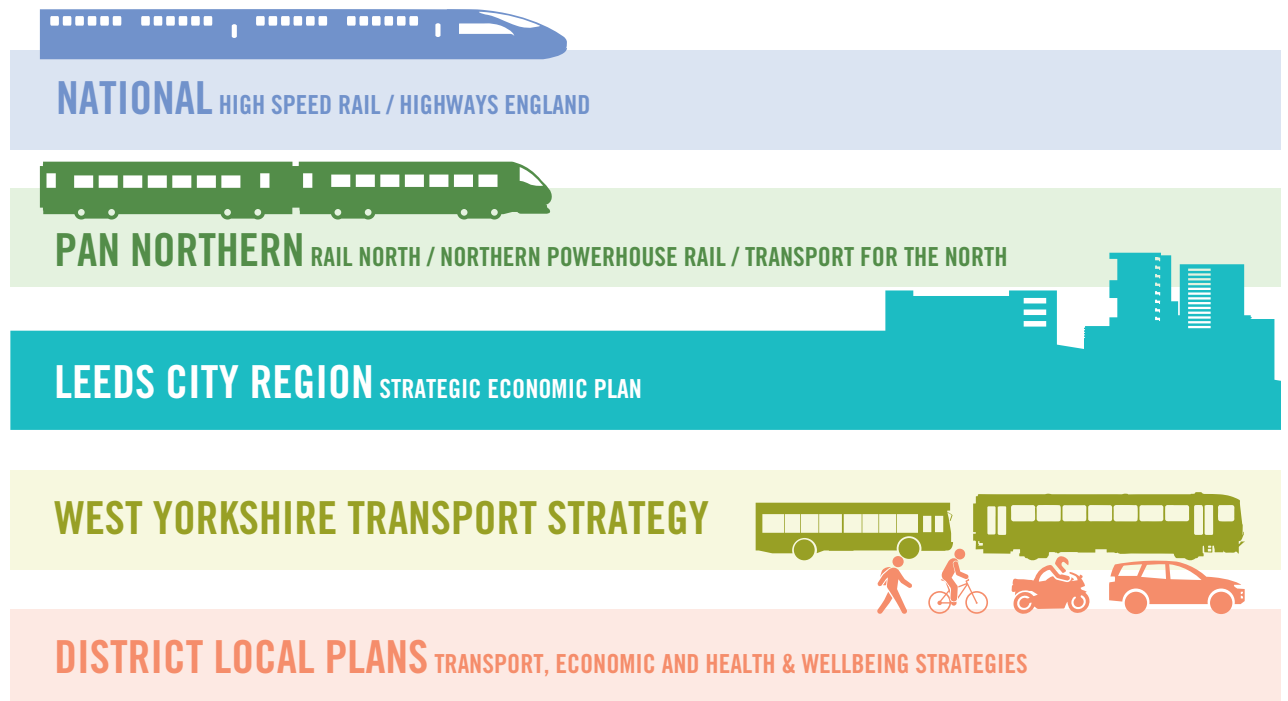 NATIONAL HIGH SPEED RAIL / HIGHWAYS ENGLAND
PAN NORTHERN RAIL NORTH / NORTHERN POWERHOUSE RAIL / TRANSPORT FOR THE NORTH
LEEDS CITY REGION STRATEGIC ECONOMIC PLAN
WEST YORKSHIRE TRANSPORT STRATEGY
DISTRICT LOCAL PLANS TRANSPORT, ECONOMIC AND HEALTH & WELLBEING STRATEGIES